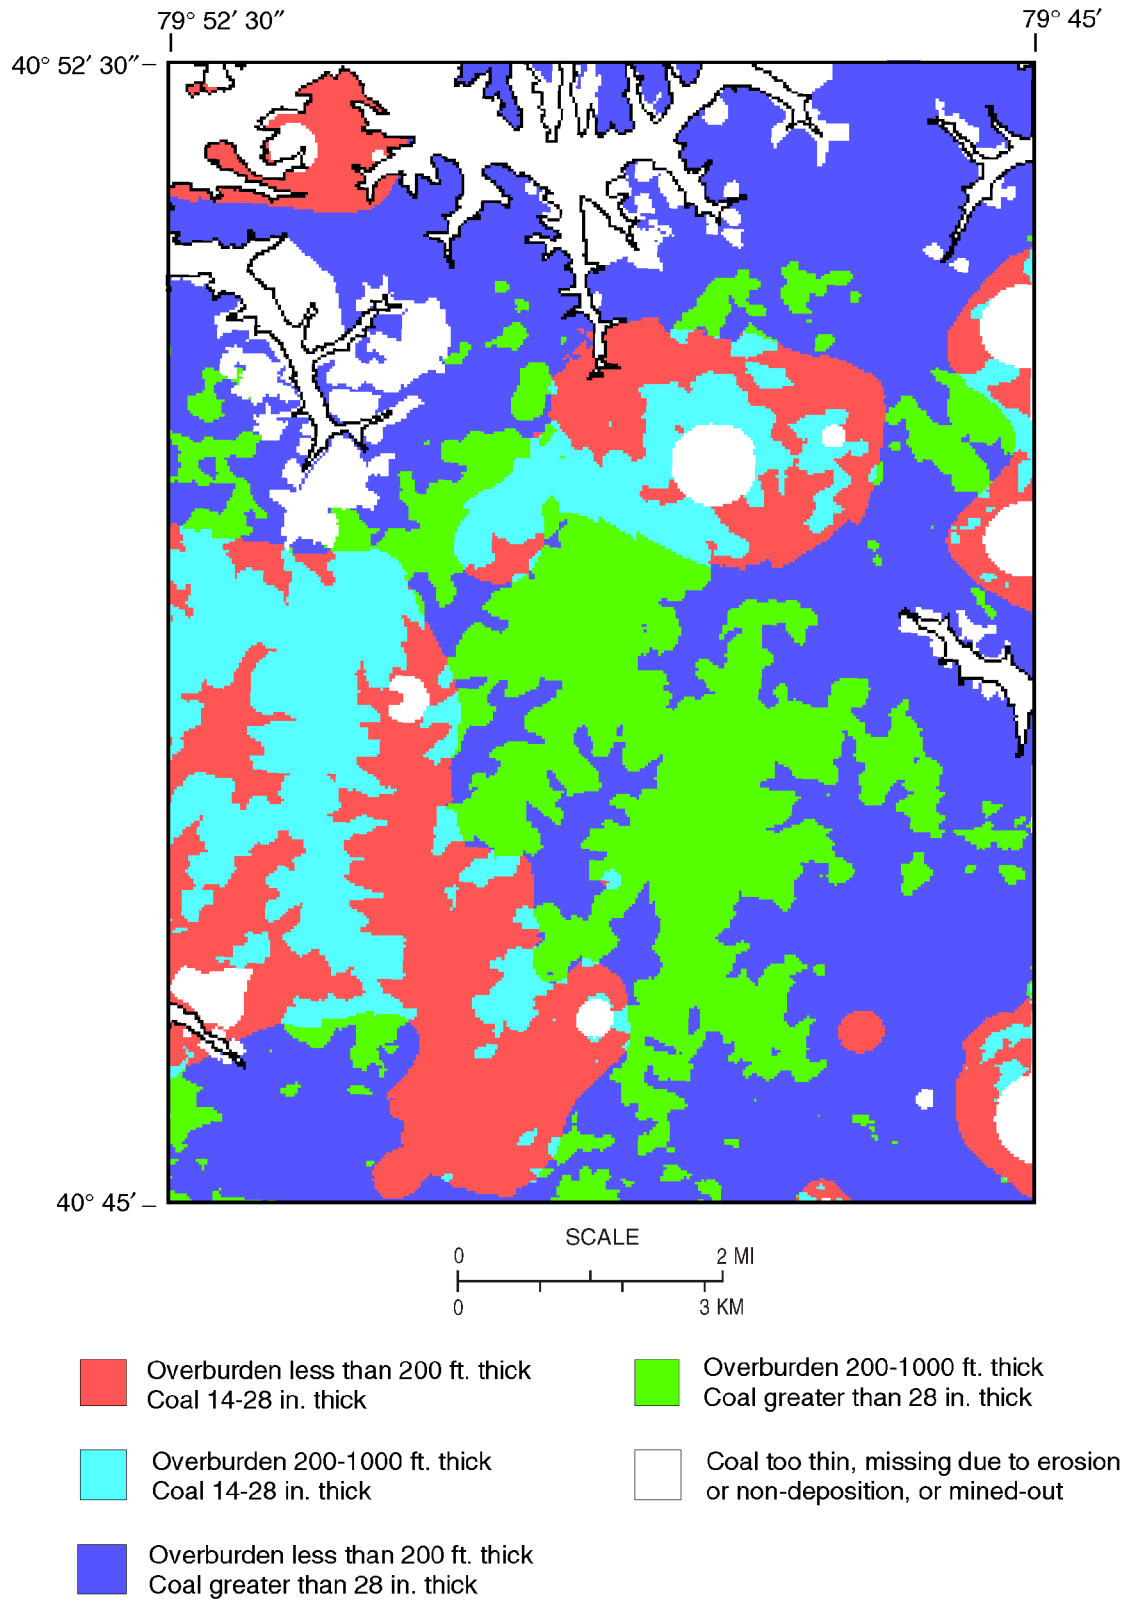 79° 52′ 30″
79° 45′
40° 52′ 30″
40° 45′
SCALE
0
2 MI
0
3 KM
Overburden less than 200 ft. thick
Coal 14-28 in. thick
Overburden 200-1000 ft. thick
Coal greater than 28 in. thick
Overburden 200-1000 ft. thick
Coal 14-28 in. thick
Coal too thin, missing due to erosion
or non-deposition, or mined-out
Overburden less than 200 ft. thick
Coal greater than 28 in. thick